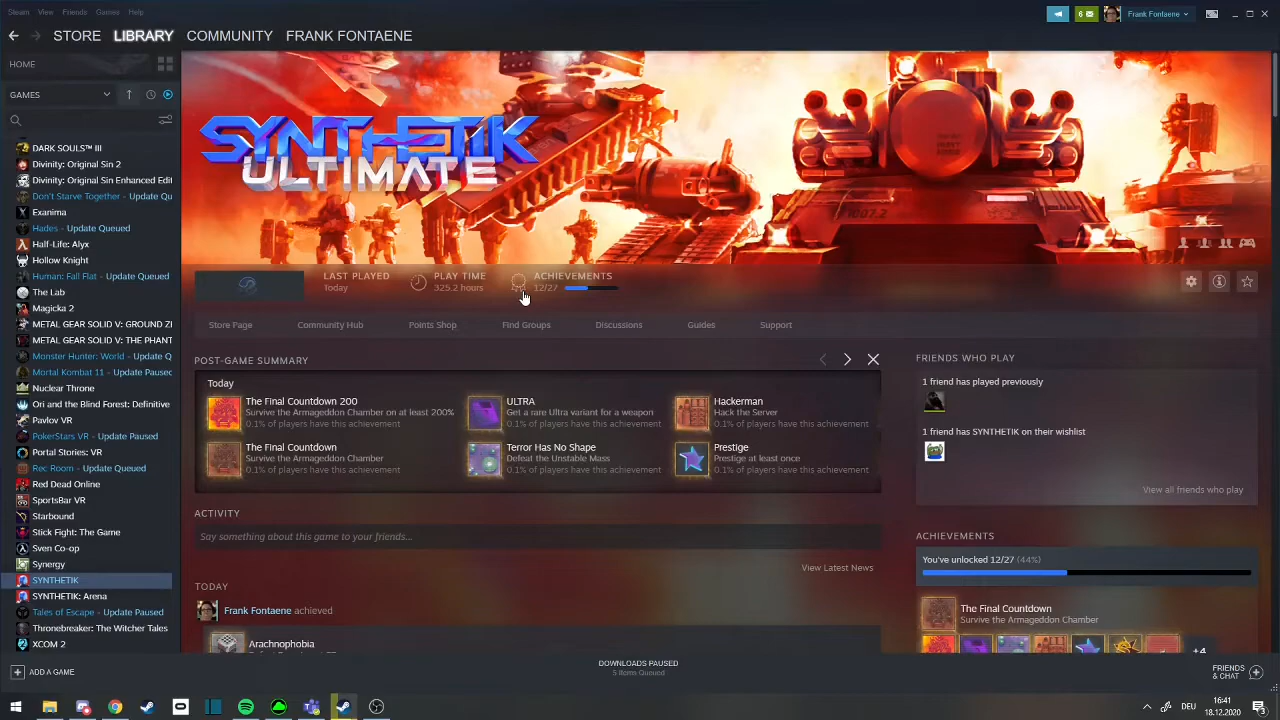 Steam View Friends Games Help
6 Frank Fontaene
STORE LIBRARY COMMUNITY FRANK FONTAENE
HOME
GAMES
DARK SOULS™ III
Divinity: Original Sin 2
Divinity: Original Sin Enhanced Edi
Don't Starve Together - Update Qu
Exanima
Hades - Update Queued
Half-Life: Alyx
Hollow Knight
Human: Fall Flat - Update Queued
The Lab
Magicka 2
METAL GEAR SOLID V: GROUND ZI
METAL GEAR SOLID V: THE PHANT
Monster Hunter: World - Update Q
Mortal Kombat 11 - Update Paused
Nuclear Throne
Ori and the Blind Forest: Definitive
Pavlov VR
PokerStars VR - Update Paused
Portal Stories: VR
Rec Room - Update Queued
Red Dead Online
SportsBar VR
Starbound
Stick Fight: The Game
Sven Co-op
Synergy
SYNTHETIK
SYNTHETIK: Arena
Tales of Escape - Update Paused
Thronebreaker: The Witcher Tales
XCOM 2
ADD A GAME
SYNTHETIK
ULTIMATE
1007.2
LAST PLAYED
Today
PLAY TIME
325.2 hours
ACHIEVEMENTS
12/27
Store Page Community Hub Points Shop Find Groups Discussions Guides Support
POST-GAME SUMMARY
Today
The Final Countdown 200
Survive the Armageddon Chamber on at least 200%
0.1% of players have this achievement
ULTRA
Get a rare Ultra variant for a weapon
0.1% of players have this achievement
Hackerman
Hack the Server
0.1% of players have this achievement
The Final Countdown
Survive the Armageddon Chamber
0.1% of players have this achievement
Terror Has No Shape
Defeat the Unstable Mass
0.1% of players have this achievement
Prestige
Prestige at least once
0.1% of players have this achievement
ACTIVITY
Say something about this game to your friends...
View Latest News
TODAY
Frank Fontaene achieved
Arachnophobia
FRIENDS WHO PLAY
1 friend has played previously
1 friend has SYNTHETIK on their wishlist
View all friends who play
ACHIEVEMENTS
You've unlocked 12/27 (44%)
The Final Countdown
Survive the Armageddon Chamber
+4
DOWNLOADS PAUSED
5 Items Queued
FRIENDS
& CHAT
DEU
16:41
18.12.2020